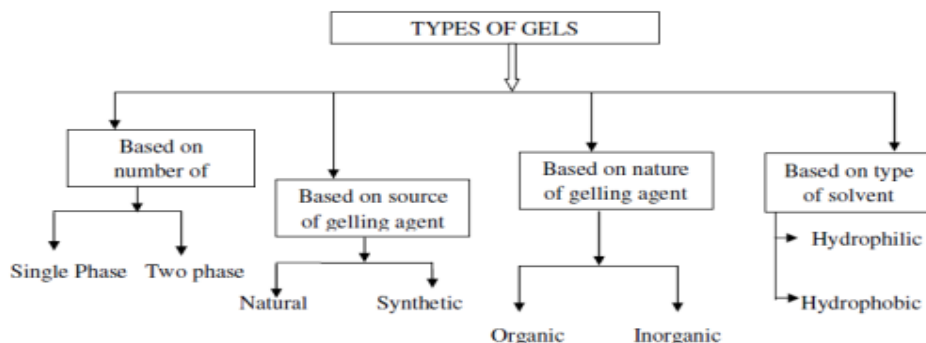 TYPES OF GELS
Based on
number of
Single Phase
Two phase
Based on source
of gelling agent
Natural
Synthetic
Based on nature
of gelling agent
Organic
Inorganic
Based on type
of solvent
Hydrophilic
Hydrophobic